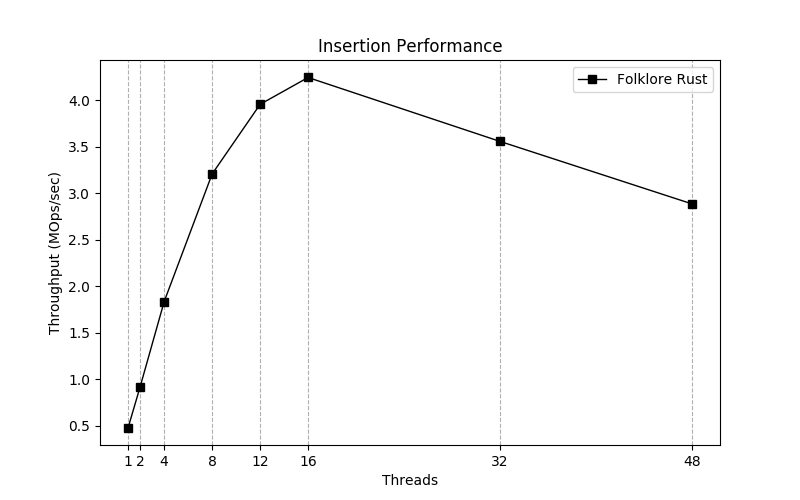 Insertion Performance
Folklore Rust
Throughput (MOps/sec)
4.0
3.5
3.0
2.5
2.0
1.5
1.0
0.5
1 2 4 8 12 16 32 48
Threads